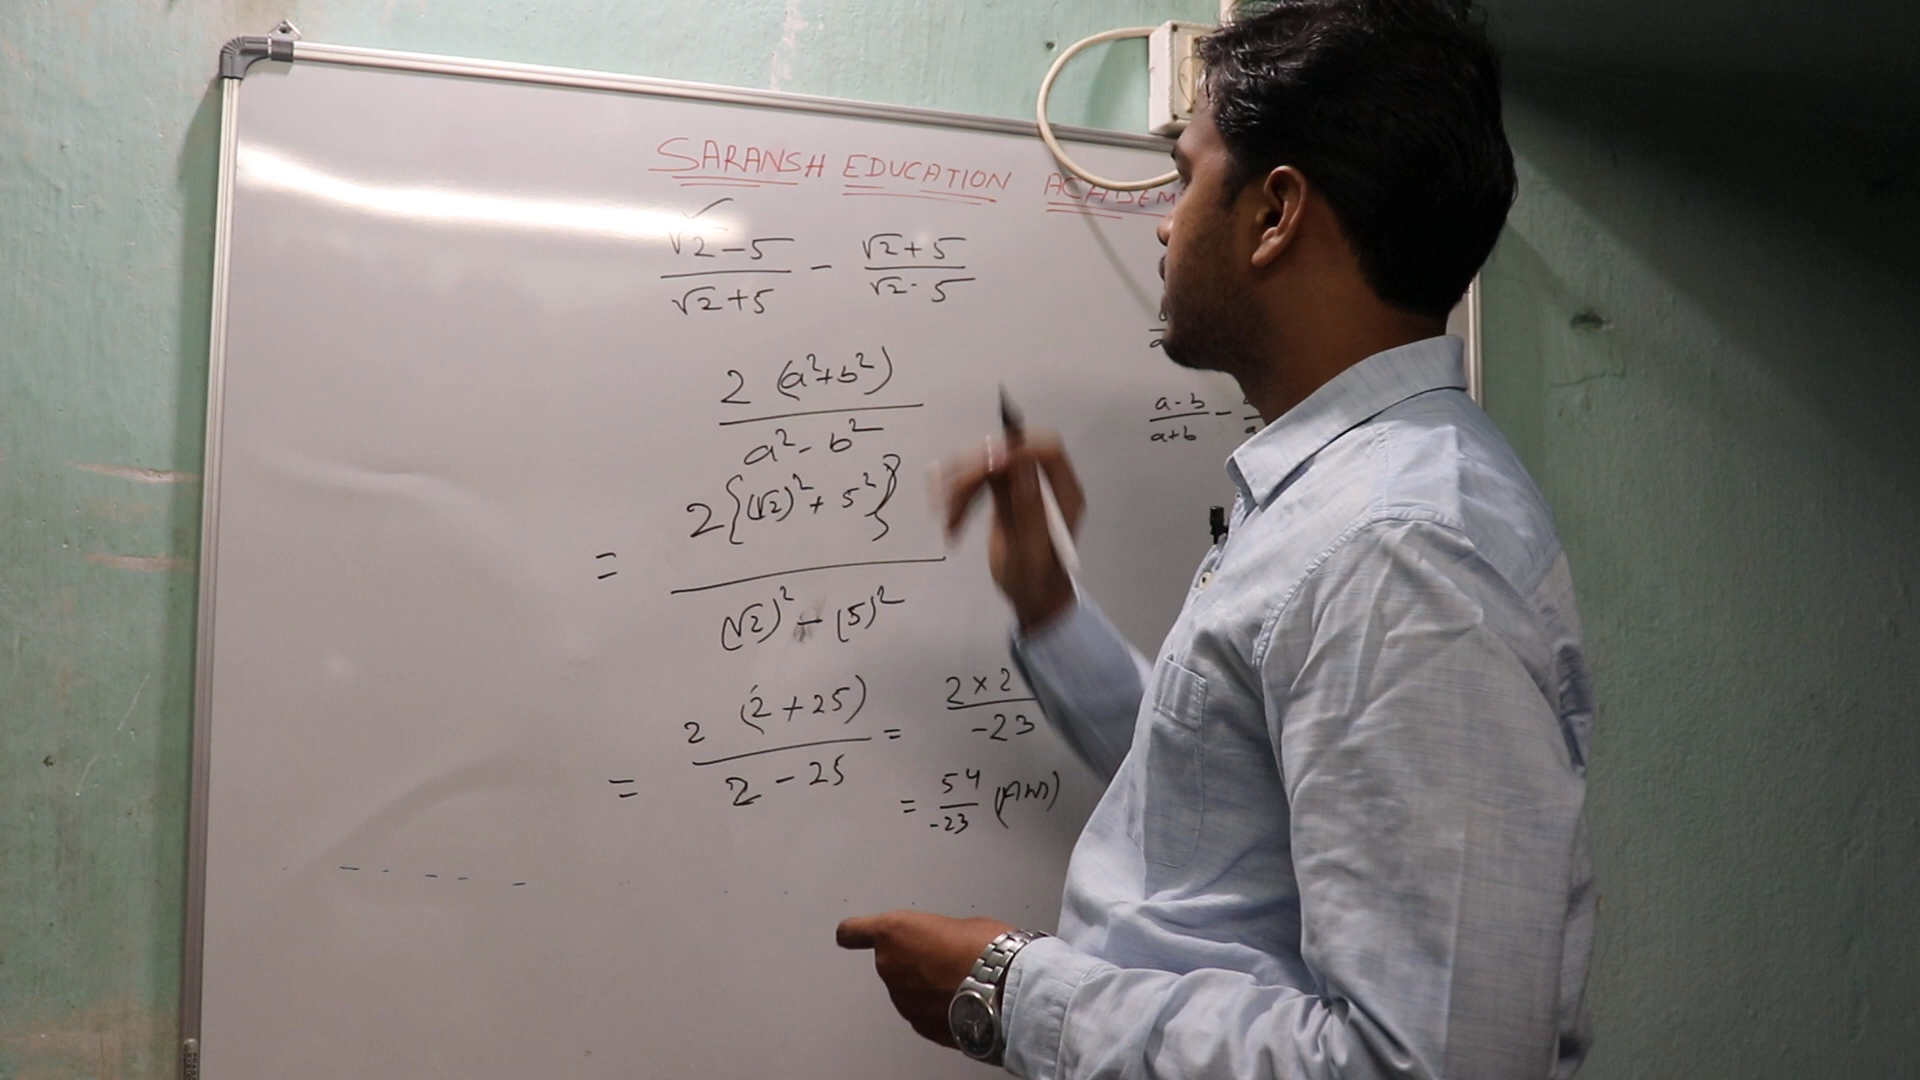 SARANSH EDUCATION ACADEM
√2-5/√2+5 - √2+5/√2-5
2 (a²+b²)/a²-b²
= 2{(√2)²+5²}/(√2)²-(5)²
= 2 (2+25)/2-25 = 2×2/-23
= 54/-23 (Ans)
a-b/a+b -